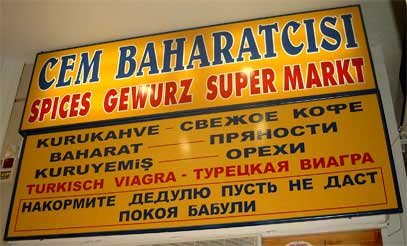 CEM BAHARATCISI
SPICES GEWURZ SUPER MARKT
KURUKAHVE — СВЕЖОЕ КОФЕ
BAHARAT — ПРЯНОСТИ
KURUYEMiŞ — ОРЕХИ
TURKISCH VIAGRA - ТУРЕЦКАЯ ВИАГРА
НАКОРМИТЕ ДЕДУЛЮ ПУСТЬ НЕ ДАСТ
ПОКОЯ БАБУЛИ